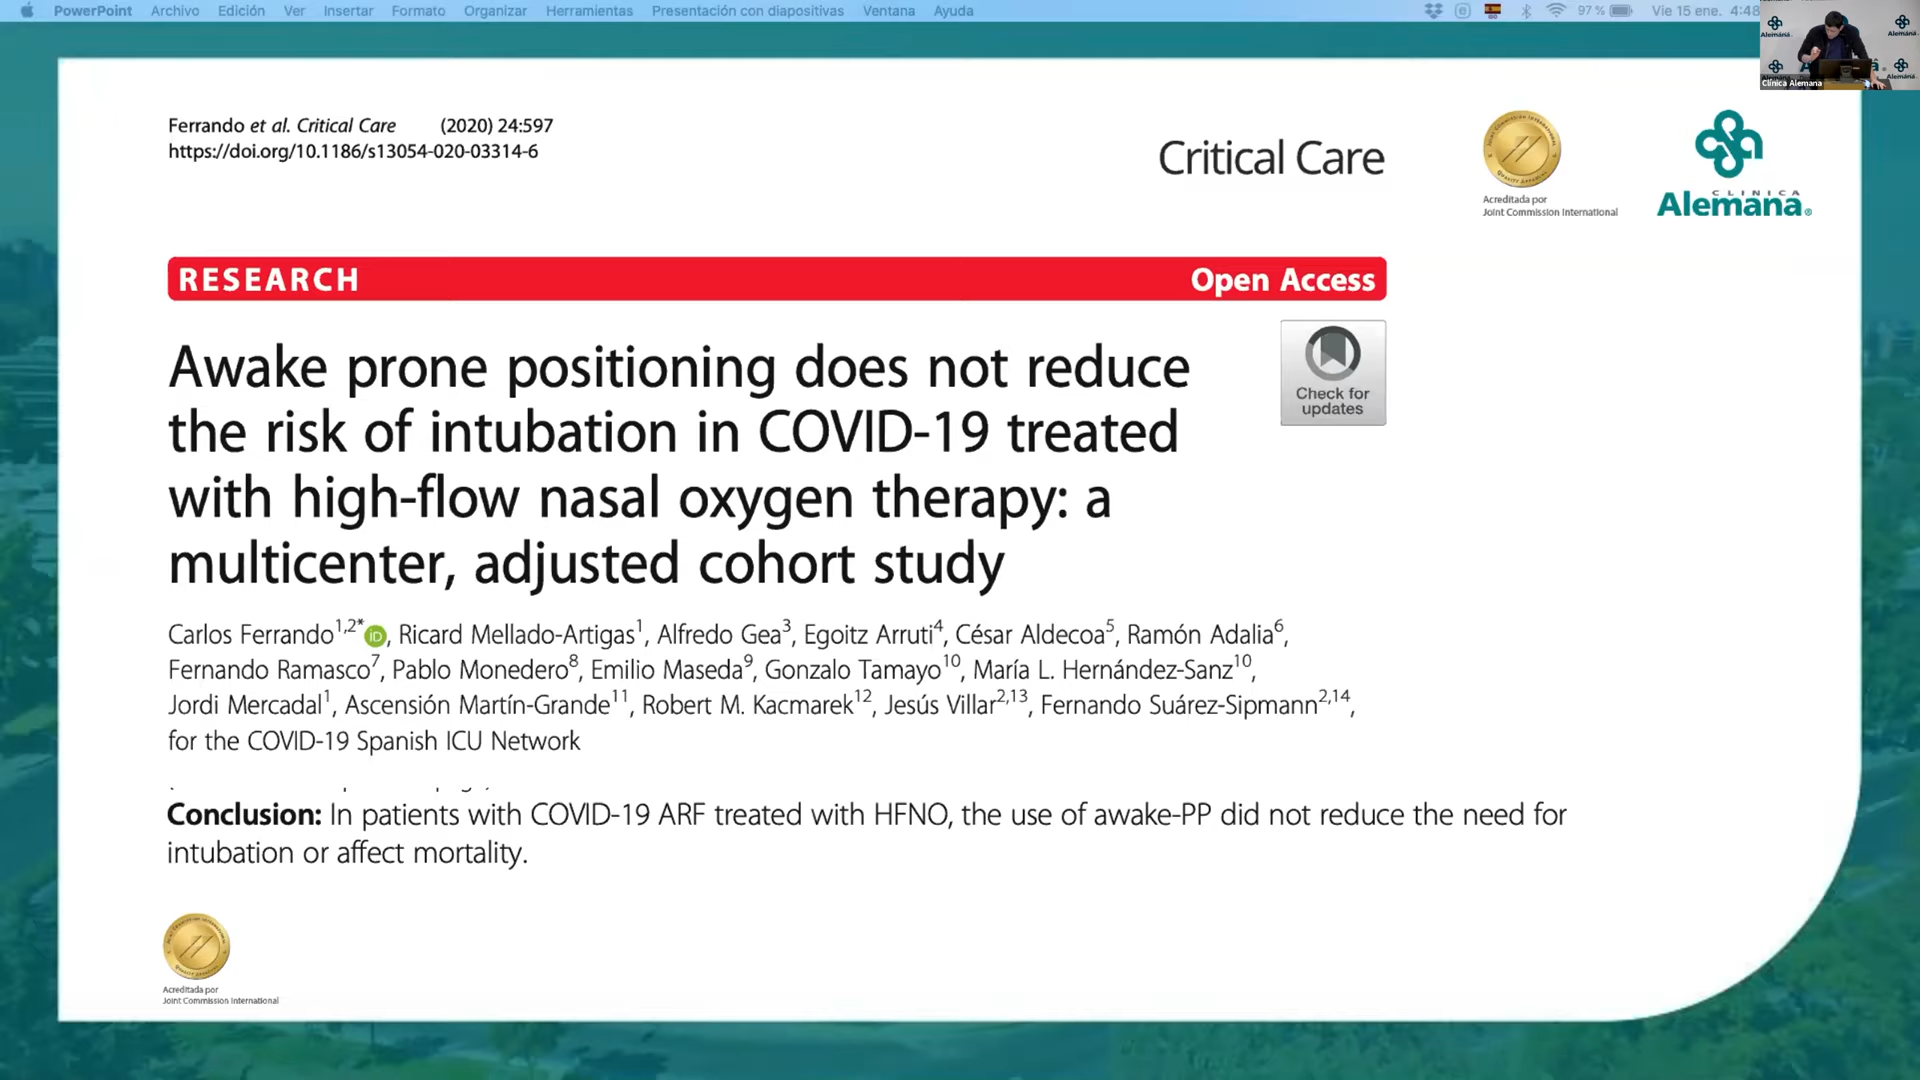 PowerPoint Archivo Edición Ver Insertar Formato Organizar Herramientas Presentación con diapositivas Ventana Ayuda 97 % Vie 15 ene. 4:48
Alemana
Alemana
Alemana
Clínica Alemana
Ferrando et al. Critical Care (2020) 24:597
https://doi.org/10.1186/s13054-020-03314-6
Critical Care
Acreditada por
Joint Commission International
CLINICA
Alemana®
RESEARCH Open Access
Check for
updates
Awake prone positioning does not reduce
the risk of intubation in COVID-19 treated
with high-flow nasal oxygen therapy: a
multicenter, adjusted cohort study
Carlos Ferrando1,2* iD, Ricard Mellado-Artigas1, Alfredo Gea3, Egoitz Arruti4, César Aldecoa5, Ramón Adalia6,
Fernando Ramasco7, Pablo Monedero8, Emilio Maseda9, Gonzalo Tamayo10, María L. Hernández-Sanz10,
Jordi Mercadal1, Ascensión Martín-Grande11, Robert M. Kacmarek12, Jesús Villar2,13, Fernando Suárez-Sipmann2,14,
for the COVID-19 Spanish ICU Network
Conclusion: In patients with COVID-19 ARF treated with HFNO, the use of awake-PP did not reduce the need for
intubation or affect mortality.
Acreditada por
Joint Commission International